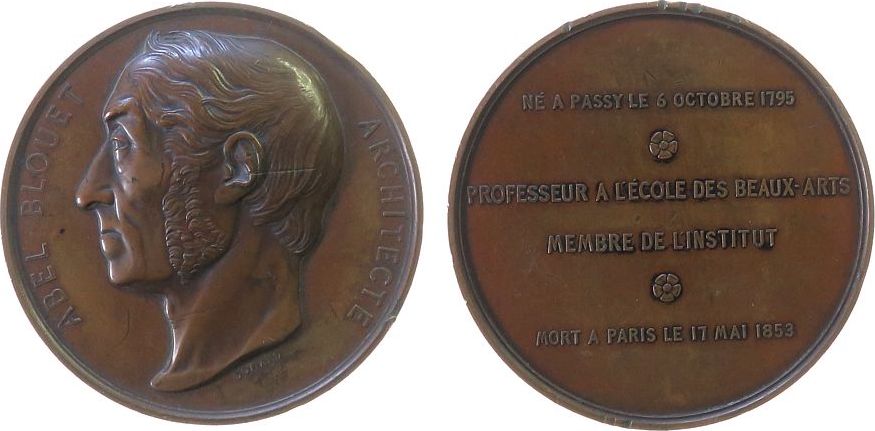 ABEL BLOUET
ARCHITECTE
NÉ A PASSY LE 6 OCTOBRE 1795
PROFESSEUR A L'ÉCOLE DES BEAUX-ARTS
MEMBRE DE L'INSTITUT
MORT A PARIS LE 17 MAI 1853